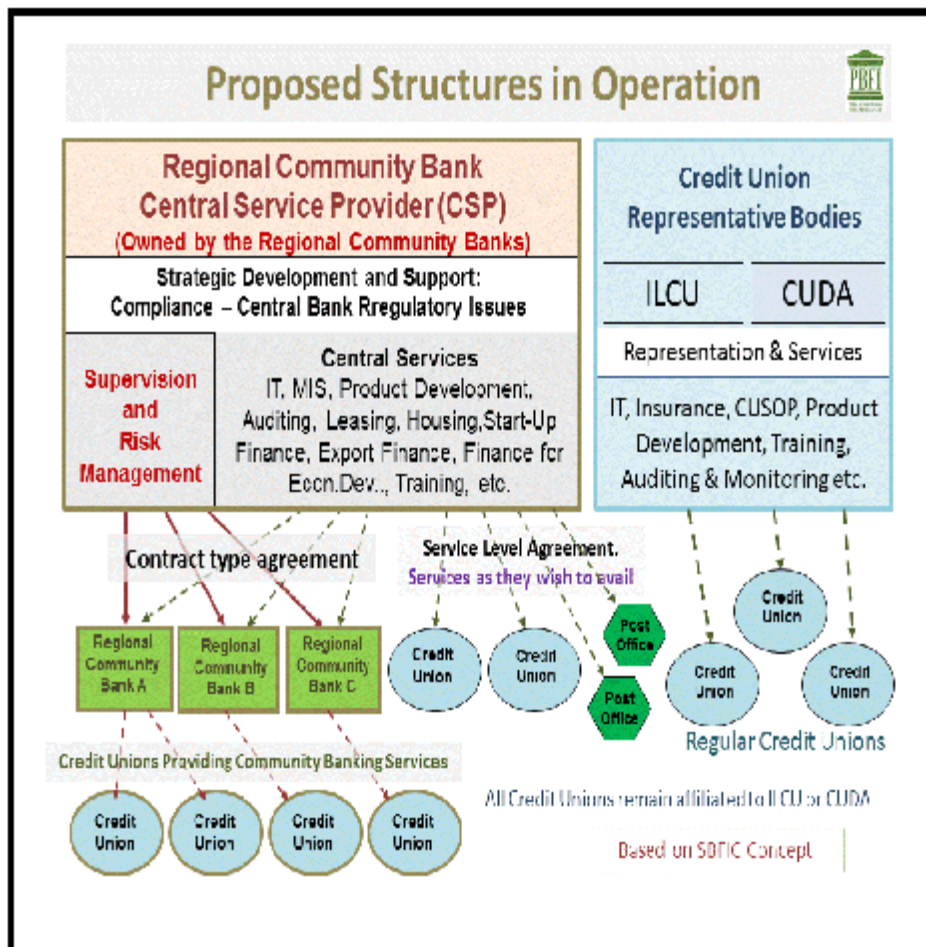 Proposed Structures in Operation
PBFI
Regional Community Bank
Central Service Provider (CSP)
(Owned by the Regional Community Banks)
Strategic Development and Support:
Compliance – Central Bank Rregulatory Issues
Supervision
and
Risk
Management
Central Services
IT, MIS, Product Development,
Auditing, Leasing, Housing,Start-Up
Finance, Export Finance, Finance for
Econ.Dev.., Training, etc.
Credit Union
Representative Bodies
ILCU
CUDA
Representation & Services
IT, Insurance, CUSOP, Product
Development, Training,
Auditing & Monitoring etc.
Contract type agreement
Service Level Agreement.
Services as they wish to avail
Regional
Community
Bank A
Regional
Community
Bank B
Regional
Community
Bank C
Credit
Union
Credit
Union
Post
Office
Post
Office
Credit
Union
Credit
Union
Credit
Union
Regular Credit Unions
Credit Unions Providing Community Banking Services
Credit
Union
Credit
Union
Credit
Union
Credit
Union
All Credit Unions remain affiliated to ILCU or CUDA
Based on SBFIC Concept